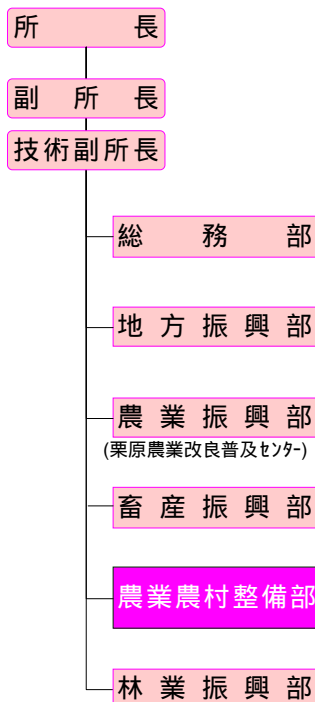 所長
副所長
技術副所長
総務部
地方振興部
農業振興部
(栗原農業改良普及ｾﾝﾀｰ)
畜産振興部
農業農村整備部
林業振興部